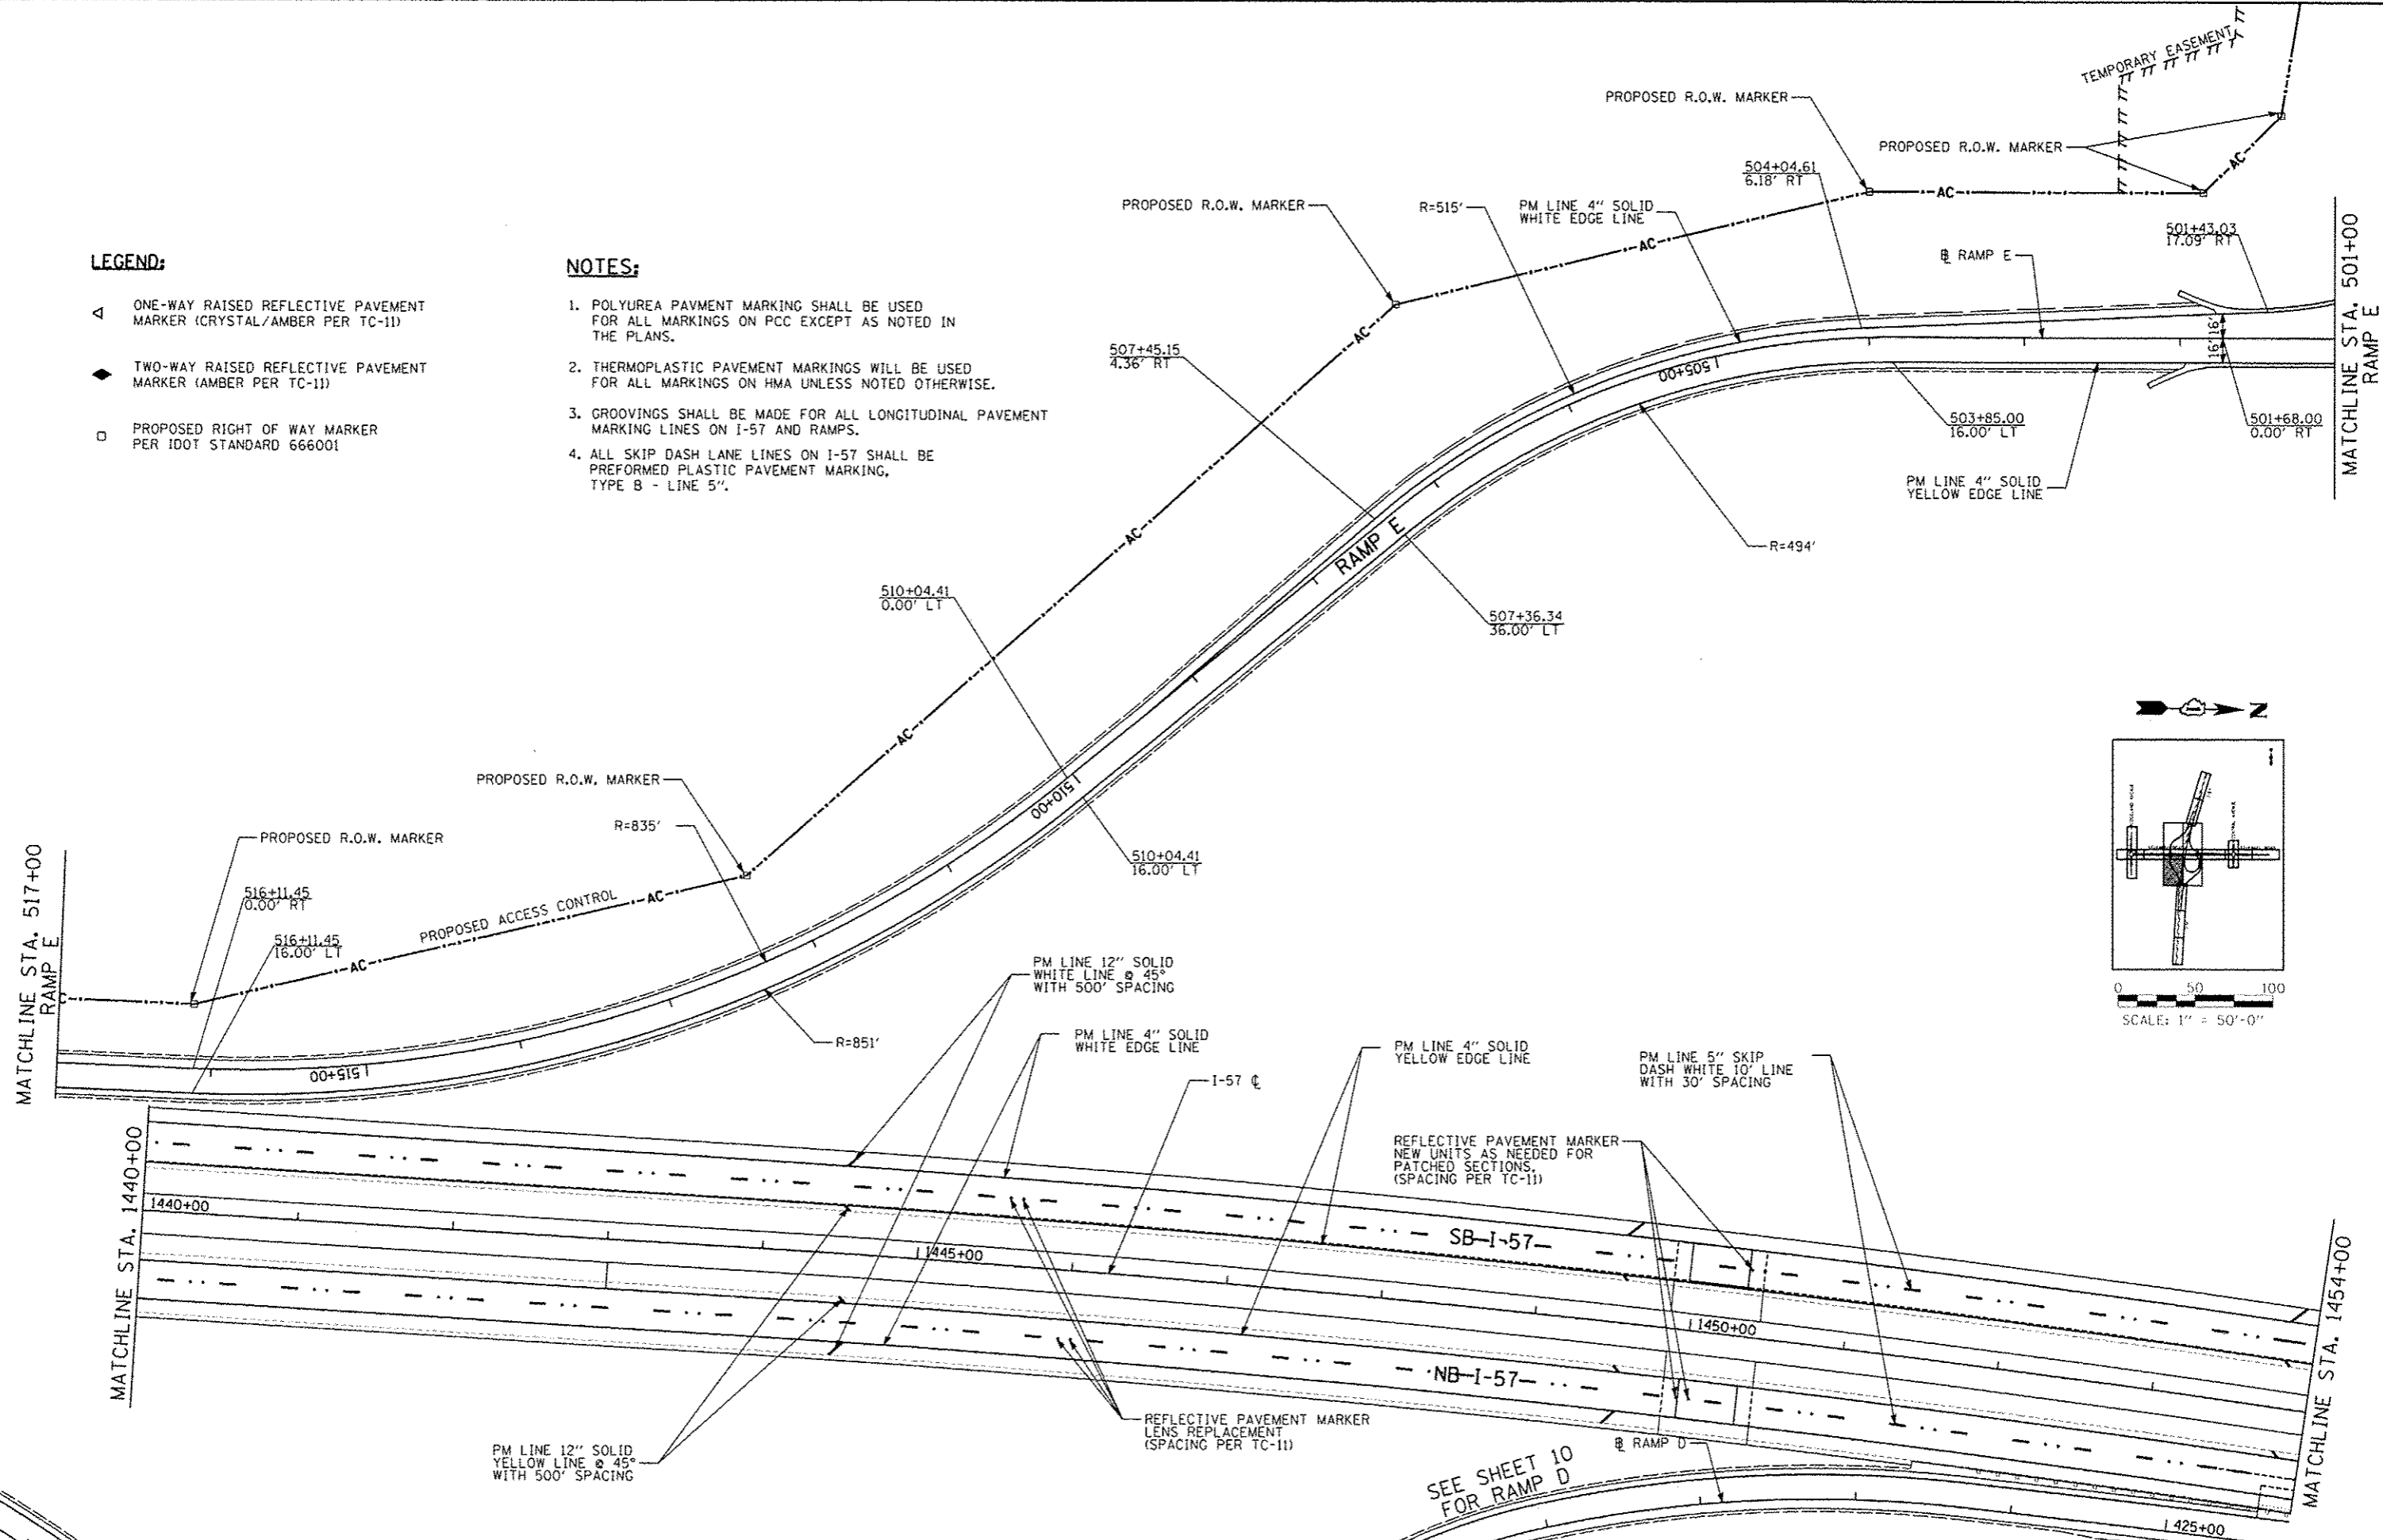 TEMPORARY EASEMENT
PROPOSED R.O.W. MARKER
PROPOSED R.O.W. MARKER
504+04.61
6.18' RT
PROPOSED R.O.W. MARKER
R=515'
PM LINE 4" SOLID
WHITE EDGE LINE
AC
AC
AC
501+43.03
17.09' RT
℄ RAMP E
MATCHLINE STA. 501+00
RAMP E
LEGEND:
ONE-WAY RAISED REFLECTIVE PAVEMENT
MARKER (CRYSTAL/AMBER PER TC-11)
TWO-WAY RAISED REFLECTIVE PAVEMENT
MARKER (AMBER PER TC-11)
PROPOSED RIGHT OF WAY MARKER
PER IDOT STANDARD 666001
NOTES:
1. POLYUREA PAVMENT MARKING SHALL BE USED
FOR ALL MARKINGS ON PCC EXCEPT AS NOTED IN
THE PLANS.
2. THERMOPLASTIC PAVEMENT MARKINGS WILL BE USED
FOR ALL MARKINGS ON HMA UNLESS NOTED OTHERWISE.
3. GROOVINGS SHALL BE MADE FOR ALL LONGITUDINAL PAVEMENT
MARKING LINES ON I-57 AND RAMPS.
4. ALL SKIP DASH LANE LINES ON I-57 SHALL BE
PREFORMED PLASTIC PAVEMENT MARKING,
TYPE B - LINE 5".
AC
507+45.15
4.36' RT
505+00
16' 16'
503+85.00
16.00' LT
501+68.00
0.00' RT
PM LINE 4" SOLID
YELLOW EDGE LINE
R=494'
AC
RAMP E
510+04.41
0.00' LT
507+36.34
36.00' LT
AC
N
PROPOSED R.O.W. MARKER
510+00
R=835'
PROPOSED R.O.W. MARKER
510+04.41
16.00' LT
516+11.45
0.00' RT
PROPOSED ACCESS CONTROL
AC
516+11.45
16.00' LT
AC
MATCHLINE STA. 517+00
RAMP E
0 50 100
SCALE: 1" = 50'-0"
PM LINE 12" SOLID
WHITE LINE @ 45°
WITH 500' SPACING
R=851'
PM LINE 4" SOLID
WHITE EDGE LINE
PM LINE 4" SOLID
YELLOW EDGE LINE
PM LINE 5" SKIP
DASH WHITE 10' LINE
WITH 30' SPACING
515+00
I-57 ℄
REFLECTIVE PAVEMENT MARKER
NEW UNITS AS NEEDED FOR
PATCHED SECTIONS.
(SPACING PER TC-11)
MATCHLINE STA. 1440+00
1440+00
1445+00
SB I-57
1450+00
NB I-57
MATCHLINE STA. 1454+00
REFLECTIVE PAVEMENT MARKER
LENS REPLACEMENT
(SPACING PER TC-11)
PM LINE 12" SOLID
YELLOW LINE @ 45°
WITH 500' SPACING
℄ RAMP D
SEE SHEET 10
FOR RAMP D
425+00